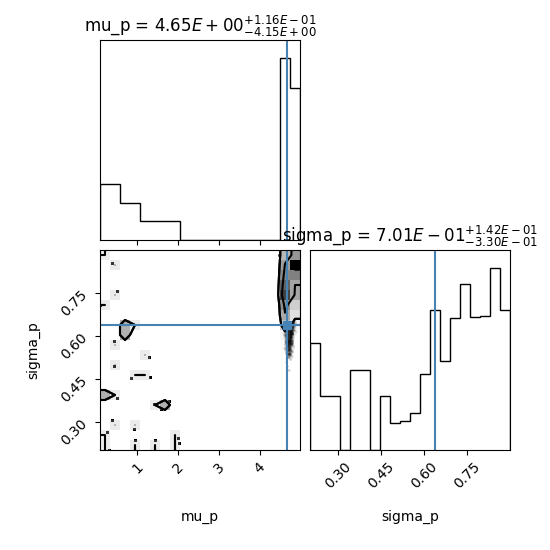 mu_p = 4.65E+00+1.16E−01−4.15E+00
sigma_p = 7.01E−01+1.42E−01−3.30E−01
0.75
0.60
0.45
0.30
sigma_p
1 2 3 4
mu_p
0.30 0.45 0.60 0.75
sigma_p